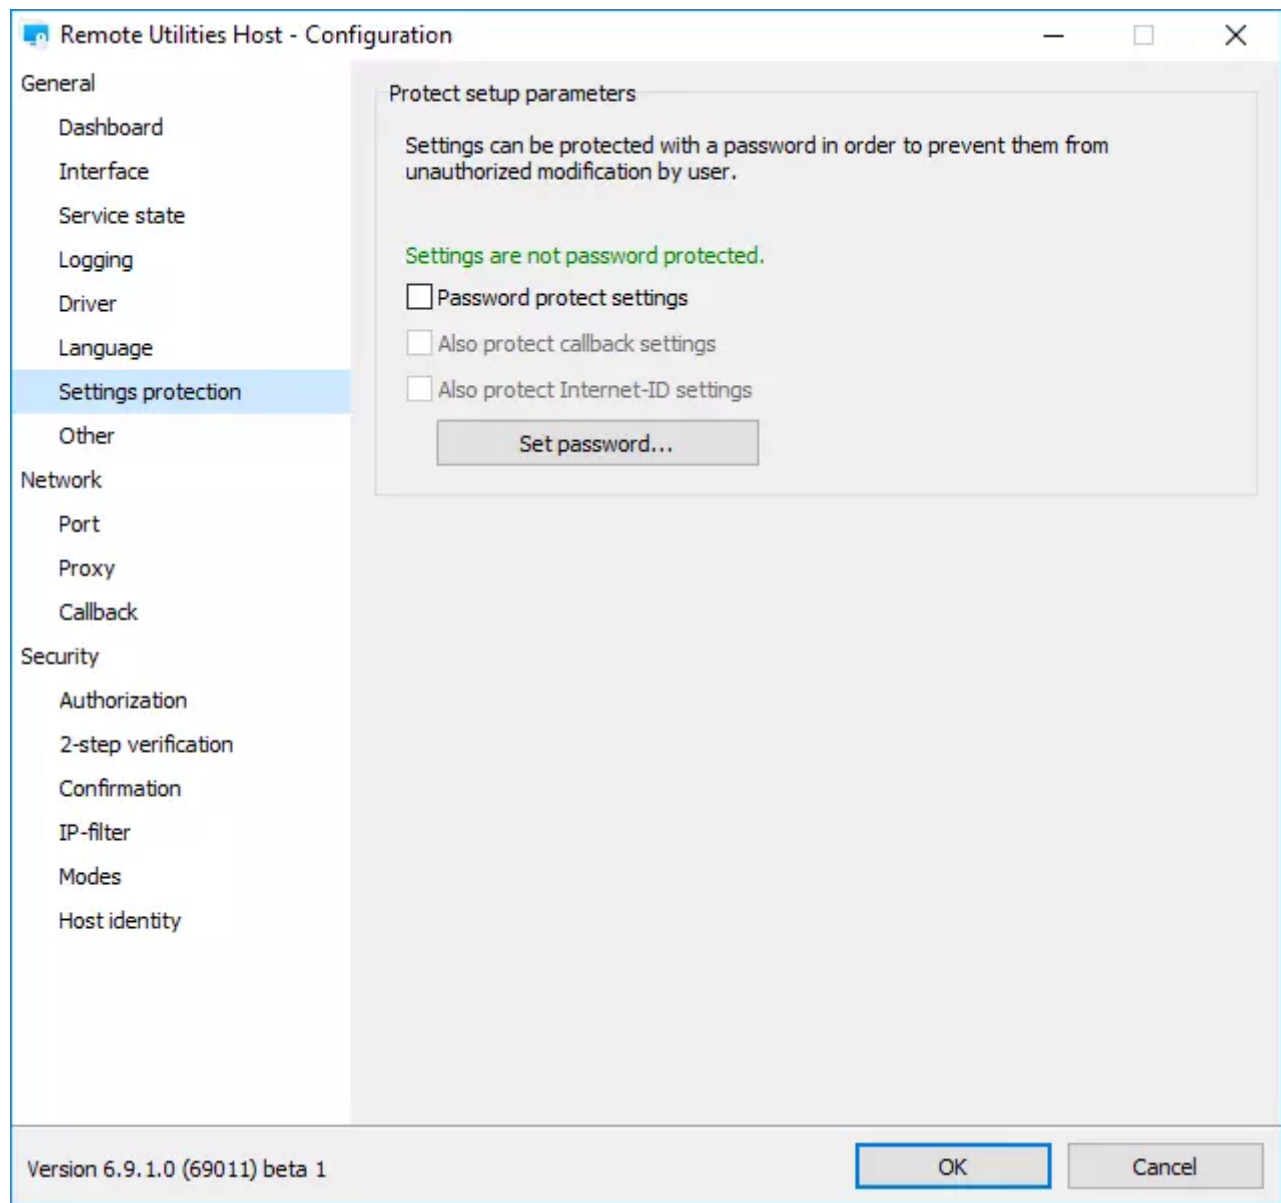 Remote Utilities Host - Configuration
General
Dashboard
Interface
Service state
Logging
Driver
Language
Settings protection
Other
Network
Port
Proxy
Callback
Security
Authorization
2-step verification
Confirmation
IP-filter
Modes
Host identity
Protect setup parameters
Settings can be protected with a password in order to prevent them from
unauthorized modification by user.
Settings are not password protected.
Password protect settings
Also protect callback settings
Also protect Internet-ID settings
Set password...
Version 6.9.1.0 (69011) beta 1
OK
Cancel